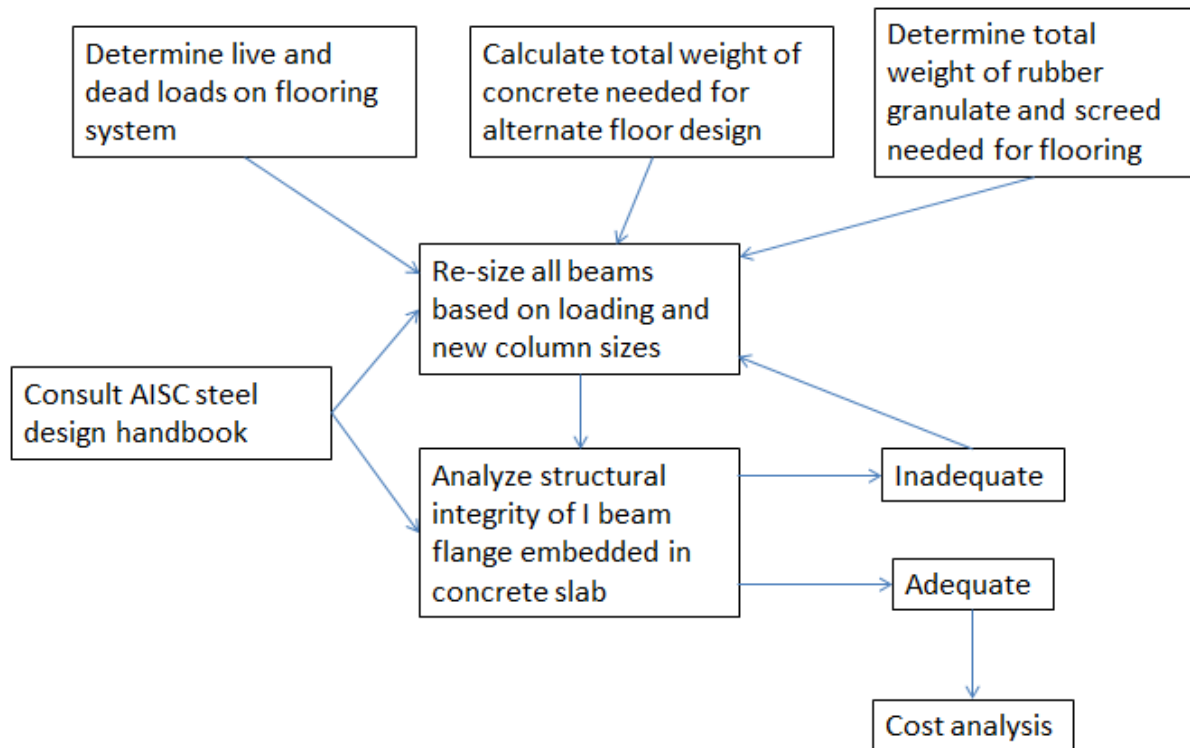 Determine live and
dead loads on flooring
system
Calculate total weight of
concrete needed for
alternate floor design
Determine total
weight of rubber
granulate and screed
needed for flooring
Re-size all beams
based on loading and
new column sizes
Consult AISC steel
design handbook
Analyze structural
integrity of I beam
flange embedded in
concrete slab
Inadequate
Adequate
Cost analysis